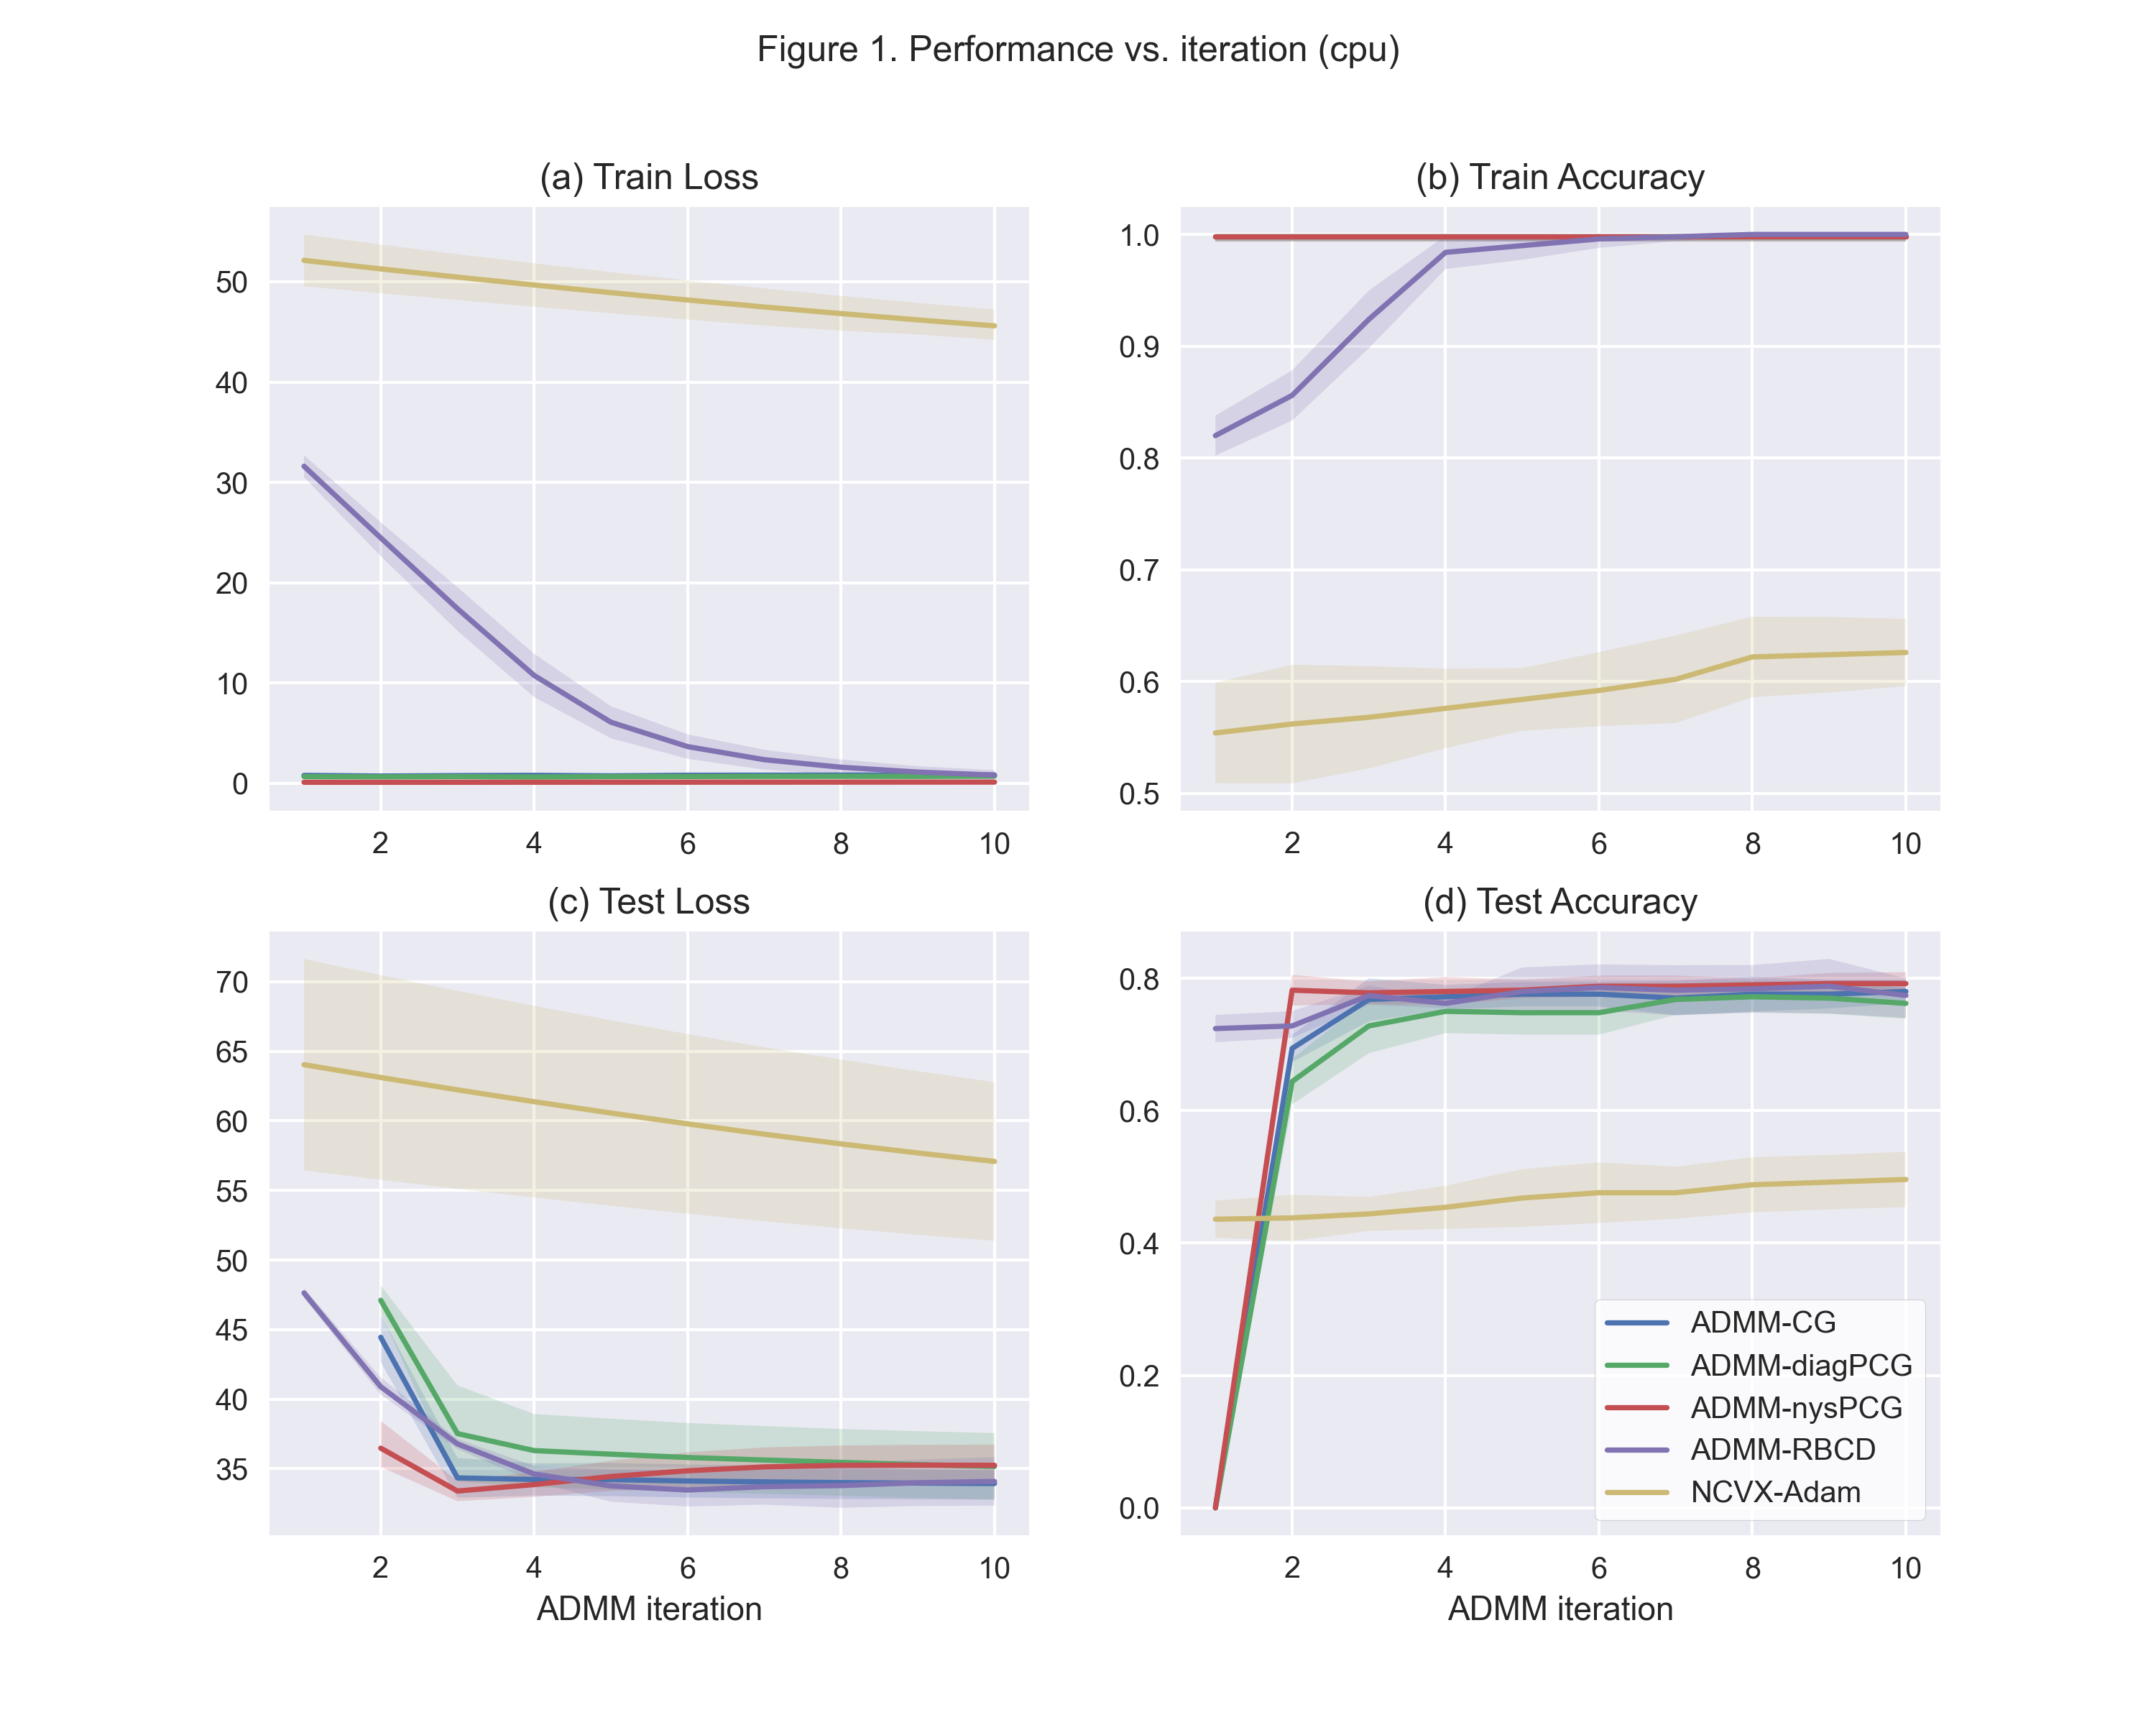 Figure 1. Performance vs. iteration (cpu)
(a) Train Loss
50
40
30
20
10
0
2 4 6 8 10
(b) Train Accuracy
1.0
0.9
0.8
0.7
0.6
0.5
2 4 6 8 10
(c) Test Loss
70
65
60
55
50
45
40
35
2 4 6 8 10
ADMM iteration
(d) Test Accuracy
0.8
0.6
0.4
0.2
0.0
ADMM-CG
ADMM-diagPCG
ADMM-nysPCG
ADMM-RBCD
NCVX-Adam
2 4 6 8 10
ADMM iteration